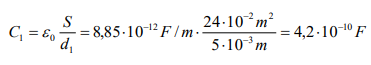 C₁ = ε₀ S/d₁ = 8,85·10⁻¹² F/m · 24·10⁻² m²/5·10⁻³ m = 4,2·10⁻¹⁰ F